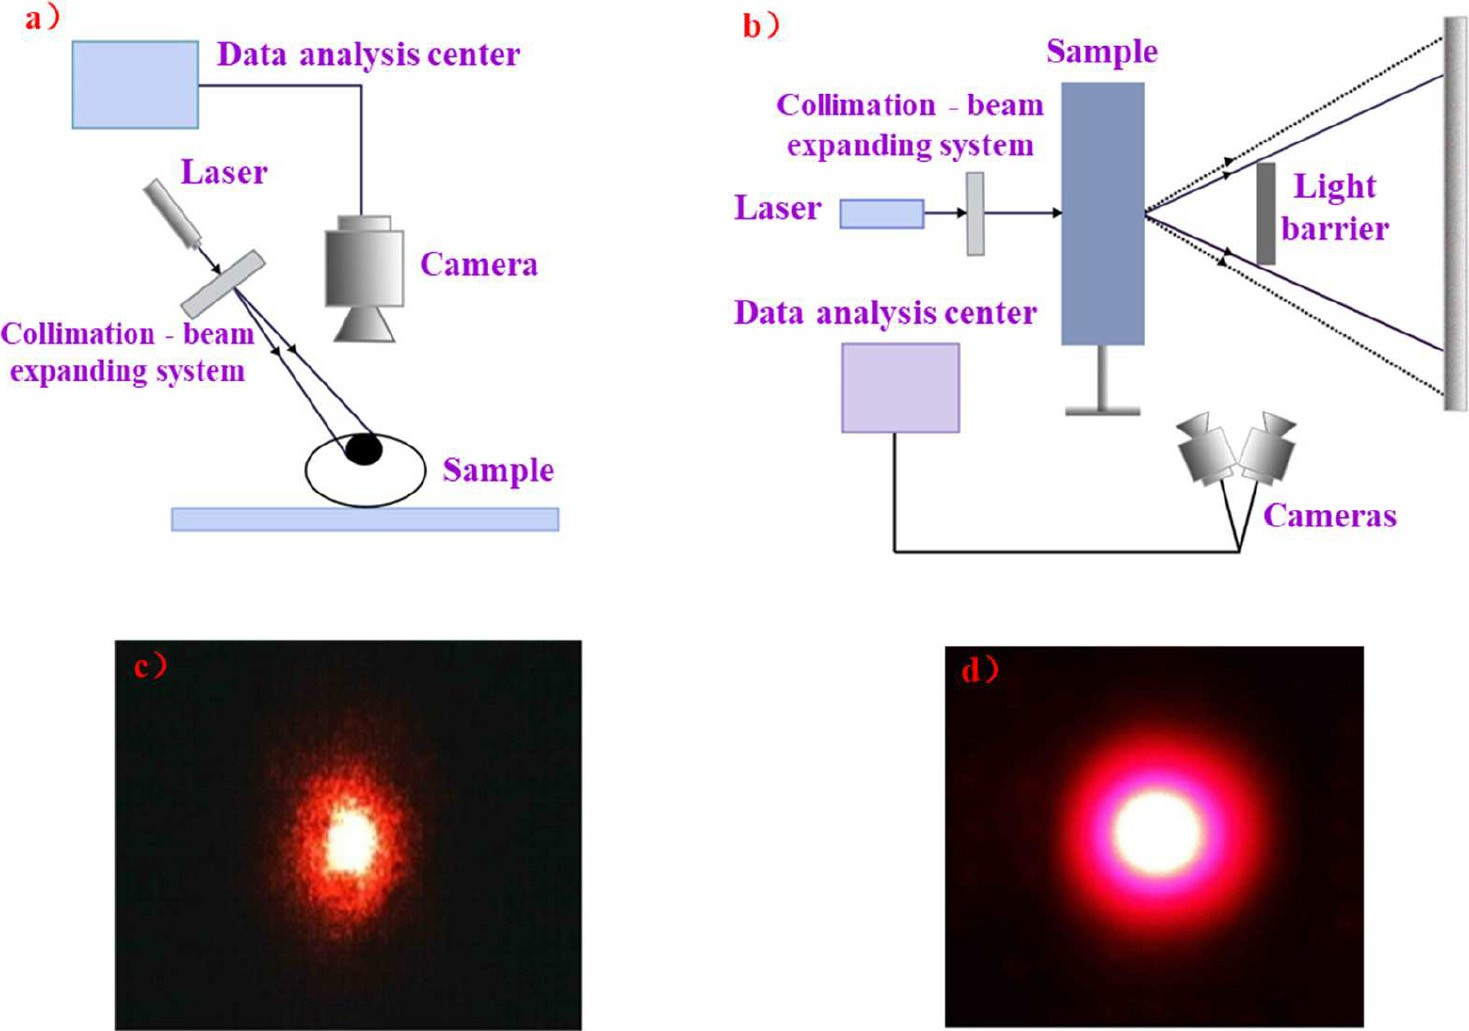 a）
Data analysis center
Laser
Camera
Collimation - beam
expanding system
Sample
b）
Sample
Collimation - beam
expanding system
Laser
Light
barrier
Data analysis center
Cameras
c）
d）